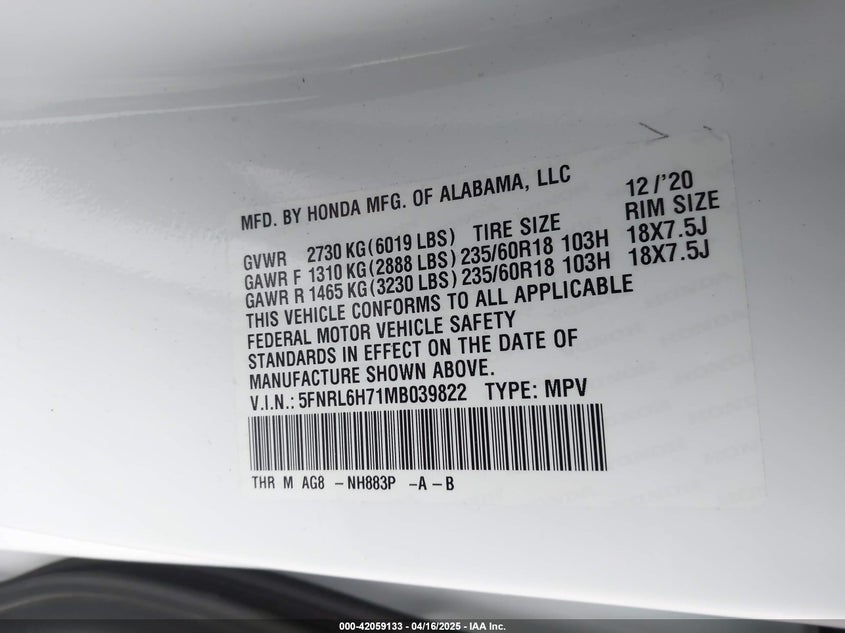 MFD. BY HONDA MFG. OF ALABAMA, LLC 12/'20
GVWR 2730 KG(6019 LBS) TIRE SIZE RIM SIZE
GAWR F 1310 KG(2888 LBS) 235/60R18 103H 18X7.5J
GAWR R 1465 KG(3230 LBS) 235/60R18 103H 18X7.5J
THIS VEHICLE CONFORMS TO ALL APPLICABLE
FEDERAL MOTOR VEHICLE SAFETY
STANDARDS IN EFFECT ON THE DATE OF
MANUFACTURE SHOWN ABOVE.
V.I.N.: 5FNRL6H71MB039822 TYPE: MPV
THR M AG8 -NH883P -A -B
000-42059133 - 04/16/2025 - IAA Inc.